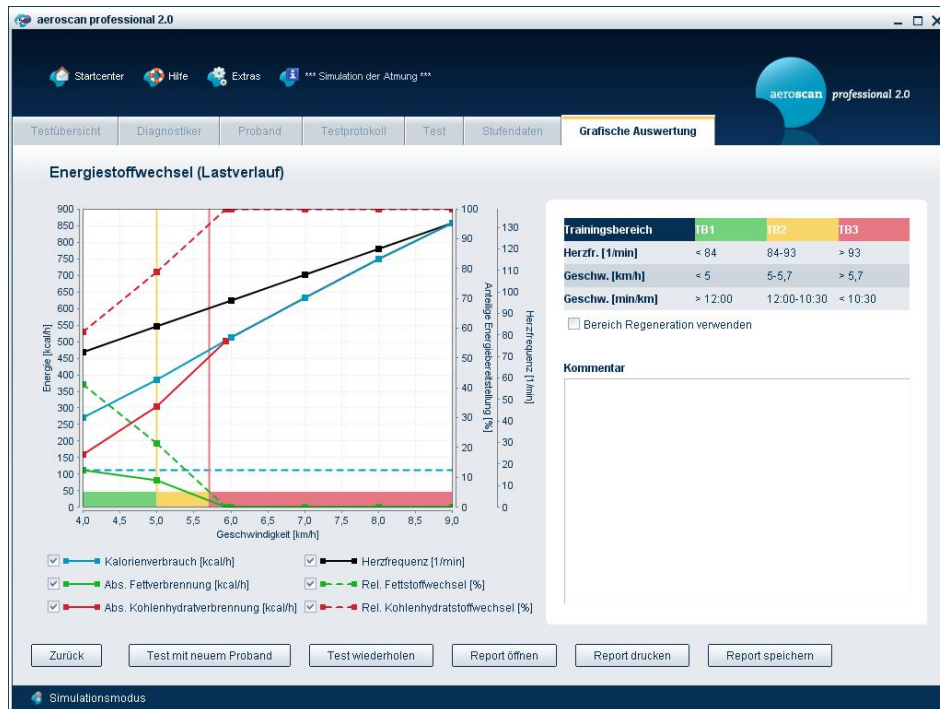 aeroscan professional 2.0
Startcenter
Hilfe
Extras
*** Simulation der Atmung ***
aeroscan professional 2.0
Testübersicht
Diagnostiker
Proband
Testprotokoll
Test
Stufendaten
Grafische Auswertung
Energiestoffwechsel (Lastverlauf)
Energie [kcal/h]
900
850
800
750
700
650
600
550
500
450
400
350
300
250
200
150
100
50
0
4,0 4,5 5,0 5,5 6,0 6,5 7,0 7,5 8,0 8,5 9,0
Geschwindigkeit [km/h]
100
90
80
70
60
50
40
30
20
10
0
Anteilige Energiebereitstellung [%]
130
120
110
100
90
80
70
60
50
40
30
20
10
0
Herzfrequenz [1/min]
Kalorienverbrauch [kcal/h]
Herzfrequenz [1/min]
Abs. Fettverbrennung [kcal/h]
Rel. Fettstoffwechsel [%]
Abs. Kohlenhydratverbrennung [kcal/h]
Rel. Kohlenhydratstoffwechsel [%]
Trainingsbereich TB1 TB2 TB3
Herzfr. [1/min] < 84 84-93 > 93
Geschw. [km/h] < 5 5-5,7 > 5,7
Geschw. [min/km] > 12:00 12:00-10:30 < 10:30
Bereich Regeneration verwenden
Kommentar
Zurück
Test mit neuem Proband
Test wiederholen
Report öffnen
Report drucken
Report speichern
Simulationsmodus